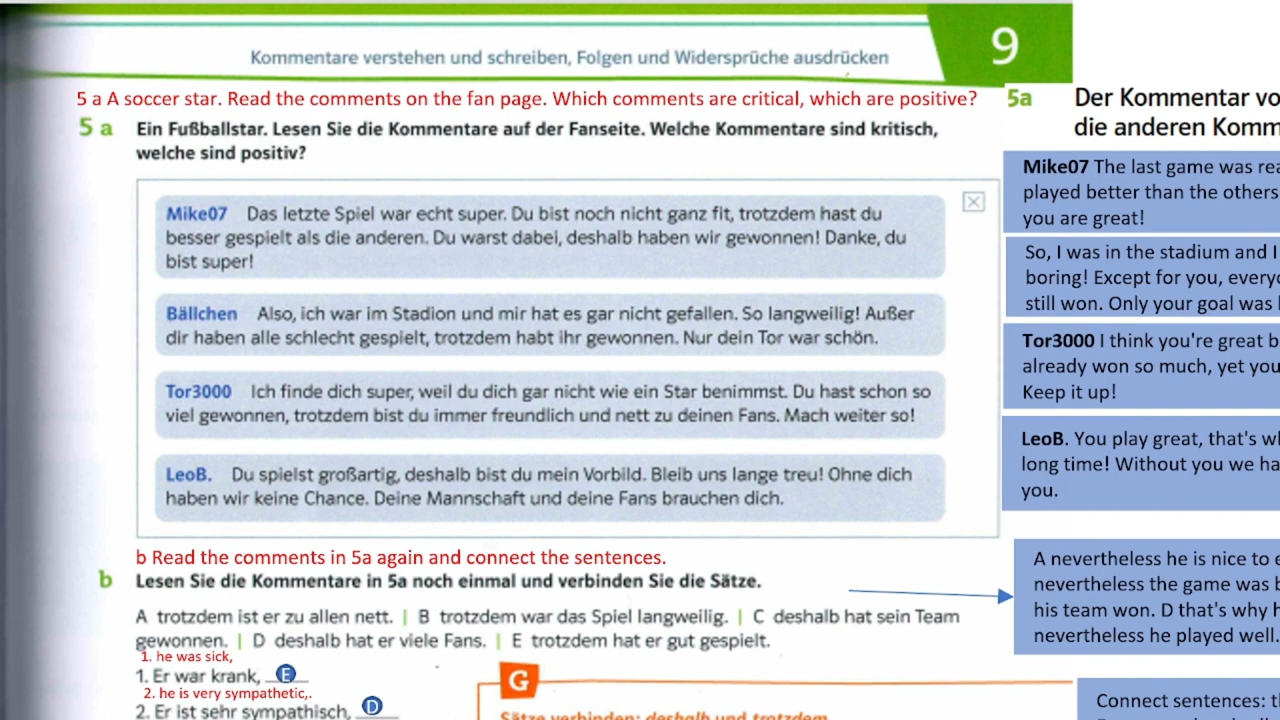 Kommentare verstehen und schreiben, Folgen und Widersprüche ausdrücken
9
5 a A soccer star. Read the comments on the fan page. Which comments are critical, which are positive?
5 a Ein Fußballstar. Lesen Sie die Kommentare auf der Fanseite. Welche Kommentare sind kritisch,
welche sind positiv?
Mike07 Das letzte Spiel war echt super. Du bist noch nicht ganz fit, trotzdem hast du
besser gespielt als die anderen. Du warst dabei, deshalb haben wir gewonnen! Danke, du
bist super!
Bällchen Also, ich war im Stadion und mir hat es gar nicht gefallen. So langweilig! Außer
dir haben alle schlecht gespielt, trotzdem habt ihr gewonnen. Nur dein Tor war schön.
Tor3000 Ich finde dich super, weil du dich gar nicht wie ein Star benimmst. Du hast schon so
viel gewonnen, trotzdem bist du immer freundlich und nett zu deinen Fans. Mach weiter so!
LeoB. Du spielst großartig, deshalb bist du mein Vorbild. Bleib uns lange treu! Ohne dich
haben wir keine Chance. Deine Mannschaft und deine Fans brauchen dich.
b Read the comments in 5a again and connect the sentences.
b Lesen Sie die Kommentare in 5a noch einmal und verbinden Sie die Sätze.
A trotzdem ist er zu allen nett. | B trotzdem war das Spiel langweilig. | C deshalb hat sein Team
gewonnen. | D deshalb hat er viele Fans. | E trotzdem hat er gut gespielt.
1. he was sick,
1. Er war krank, E
2. he is very sympathetic,.
2. Er ist sehr sympathisch, D
G
Sätze verbinden: deshalb und trotzdem
5a Der Kommentar vo
die anderen Komm
Mike07 The last game was rea
played better than the others
you are great!
So, I was in the stadium and I
boring! Except for you, everyo
still won. Only your goal was
Tor3000 I think you're great b
already won so much, yet you
Keep it up!
LeoB. You play great, that's wh
long time! Without you we ha
you.
A nevertheless he is nice to e
nevertheless the game was b
his team won. D that's why h
nevertheless he played well.
Connect sentences: th